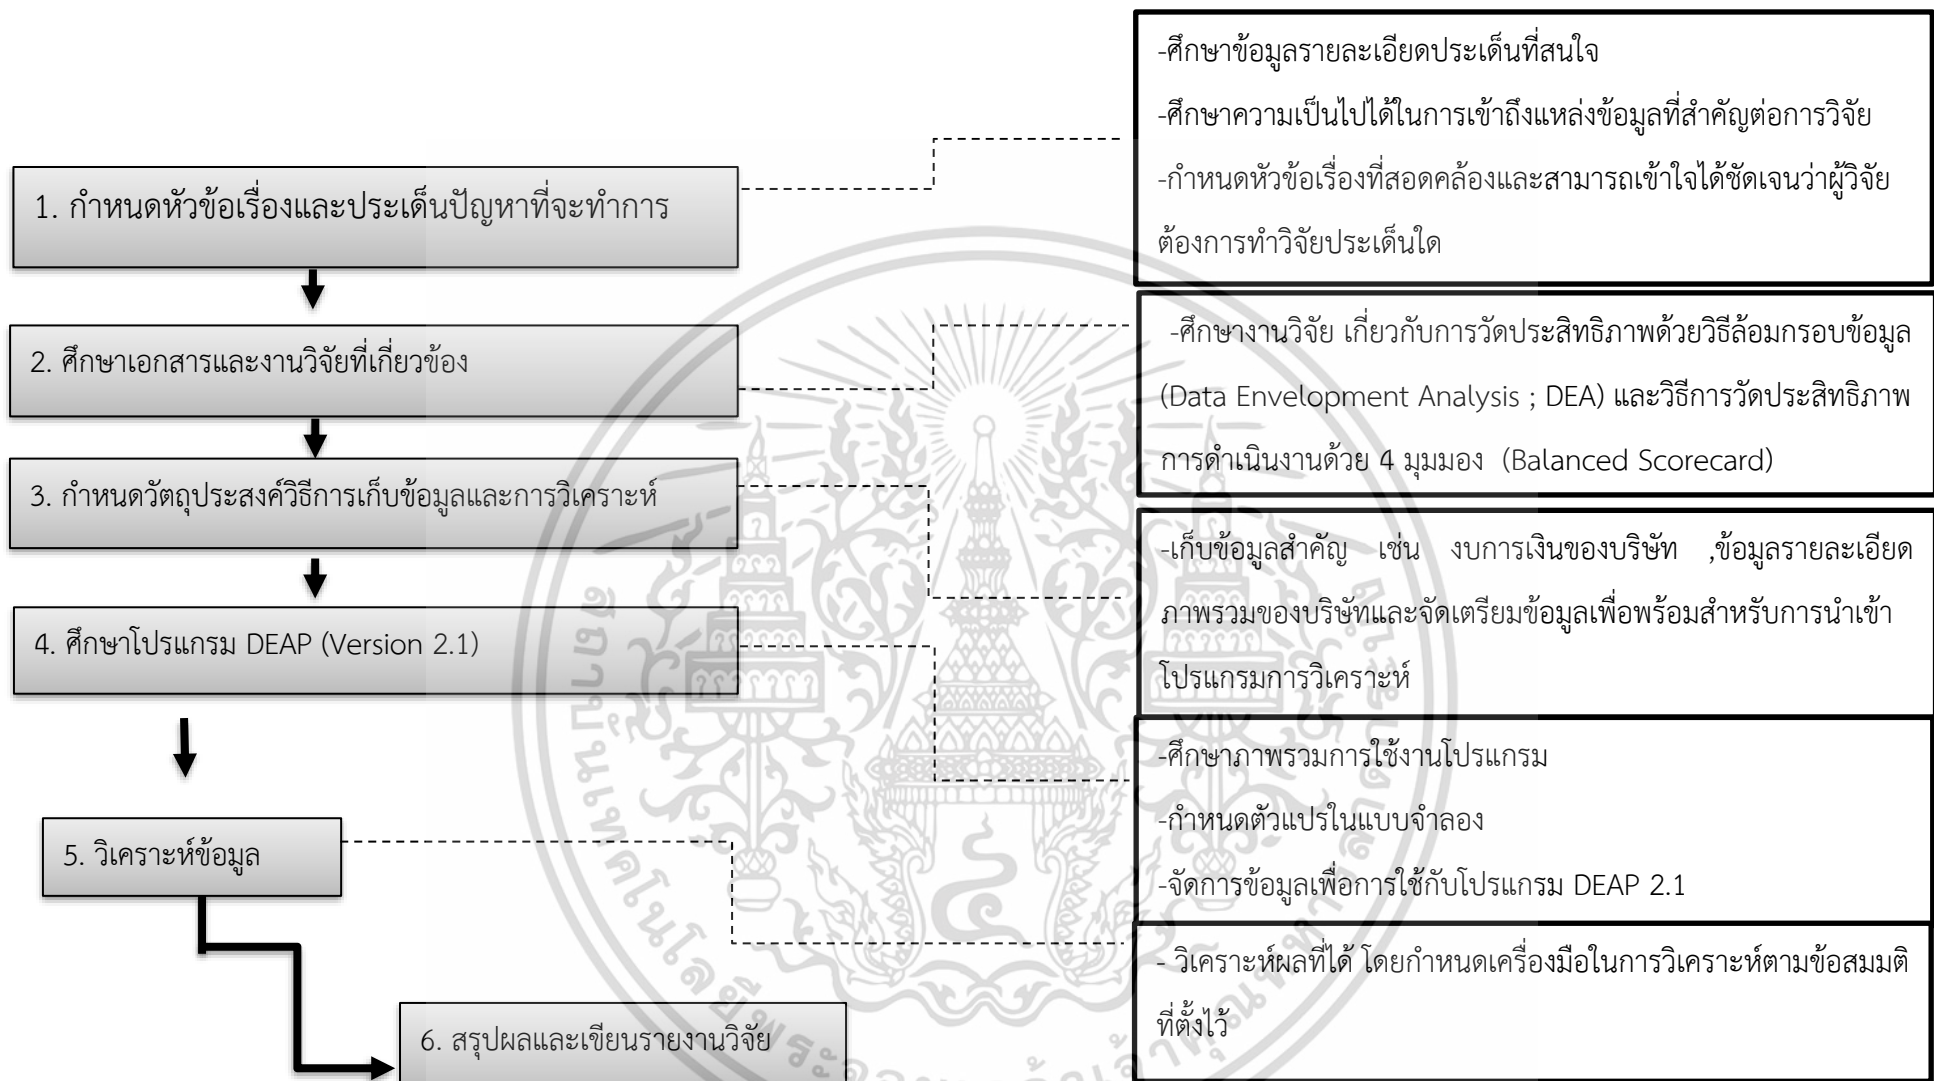 1. กำหนดหัวข้อเรื่องและประเด็นปัญหาที่จะทำการ
2. ศึกษาเอกสารและงานวิจัยที่เกี่ยวข้อง
3. กำหนดวัตถุประสงค์วิธีการเก็บข้อมูลและการวิเคราะห์
4. ศึกษาโปรแกรม DEAP (Version 2.1)
5. วิเคราะห์ข้อมูล
6. สรุปผลและเขียนรายงานวิจัย
-ศึกษาข้อมูลรายละเอียดประเด็นที่สนใจ
-ศึกษาความเป็นไปได้ในการเข้าถึงแหล่งข้อมูลที่สำคัญต่อการวิจัย
-กำหนดหัวข้อเรื่องที่สอดคล้องและสามารถเข้าใจได้ชัดเจนว่าผู้วิจัย
ต้องการทำวิจัยประเด็นใด
-ศึกษางานวิจัย เกี่ยวกับการวัดประสิทธิภาพด้วยวิธีล้อมกรอบข้อมูล
(Data Envelopment Analysis ; DEA) และวิธีการวัดประสิทธิภาพ
การดำเนินงานด้วย 4 มุมมอง (Balanced Scorecard)
-เก็บข้อมูลสำคัญ เช่น งบการเงินของบริษัท ,ข้อมูลรายละเอียด
ภาพรวมของบริษัทและจัดเตรียมข้อมูลเพื่อพร้อมสำหรับการนำเข้า
โปรแกรมการวิเคราะห์
-ศึกษาภาพรวมการใช้งานโปรแกรม
-กำหนดตัวแปรในแบบจำลอง
-จัดการข้อมูลเพื่อการใช้กับโปรแกรม DEAP 2.1
- วิเคราะห์ผลที่ได้ โดยกำหนดเครื่องมือในการวิเคราะห์ตามข้อสมมติ
ที่ตั้งไว้